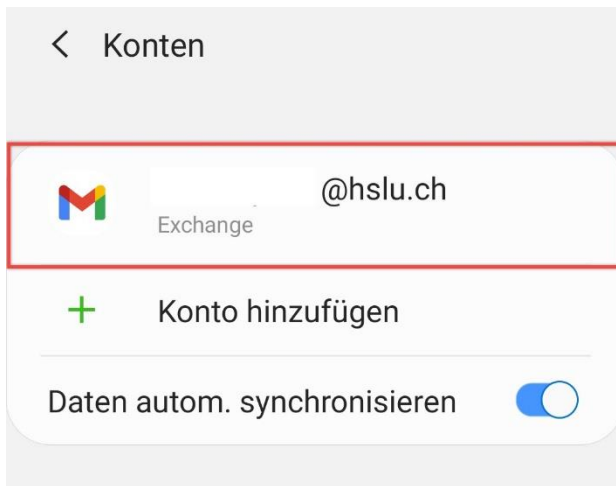 Konten
@hslu.ch
Exchange
Konto hinzufügen
Daten autom. synchronisieren